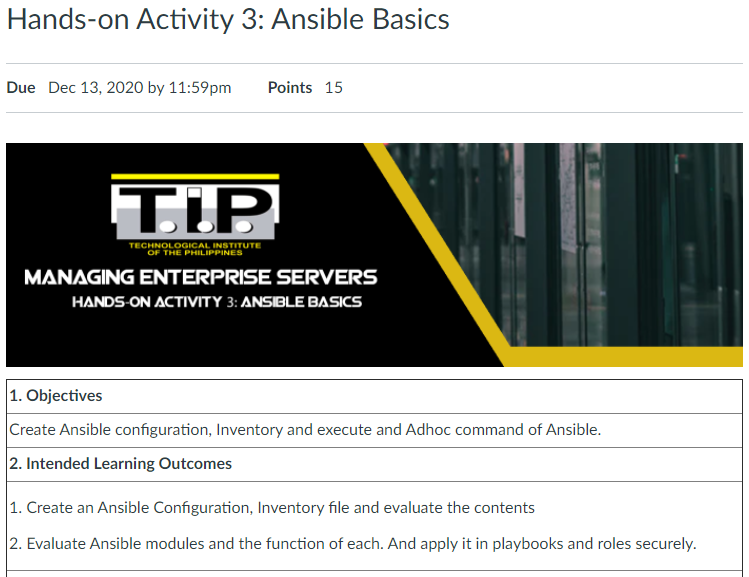 Hands-on Activity 3: Ansible Basics
Due Dec 13, 2020 by 11:59pm Points 15
T.I.P.
TECHNOLOGICAL INSTITUTE
OF THE PHILIPPINES
MANAGING ENTERPRISE SERVERS
HANDS-ON ACTIVITY 3: ANSIBLE BASICS
1. Objectives
Create Ansible configuration, Inventory and execute and Adhoc command of Ansible.
2. Intended Learning Outcomes
1. Create an Ansible Configuration, Inventory file and evaluate the contents
2. Evaluate Ansible modules and the function of each. And apply it in playbooks and roles securely.